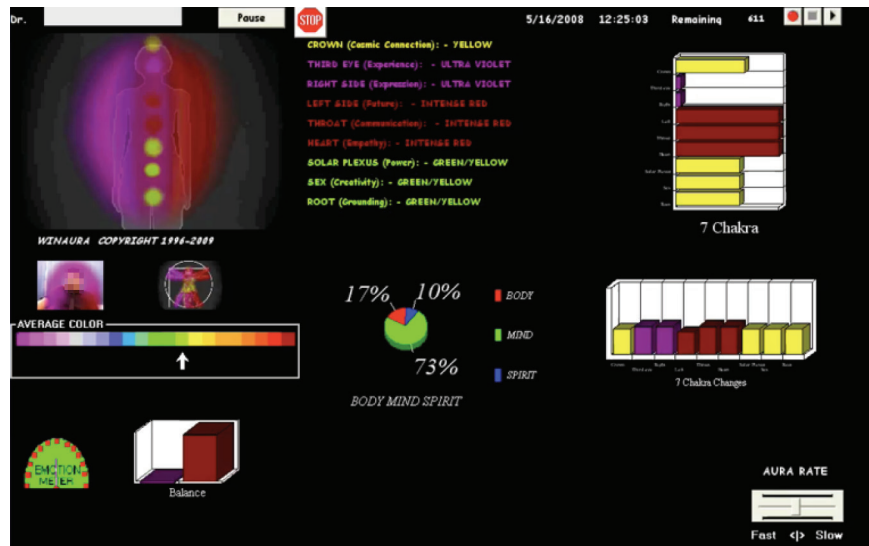 Dr.
Pause
STOP
5/16/2008 12:25:03 Remaining 611
CROWN (Cosmic Connection): - YELLOW
THIRD EYE (Experience): - ULTRA VIOLET
RIGHT SIDE (Expression): - ULTRA VIOLET
LEFT SIDE (Future): - INTENSE RED
THROAT (Communication): - INTENSE RED
HEART (Empathy): - INTENSE RED
SOLAR PLEXUS (Power): - GREEN/YELLOW
SEX (Creativity): - GREEN/YELLOW
ROOT (Grounding): - GREEN/YELLOW
7 Chakra
WINAURA COPYRIGHT 1996-2009
AVERAGE COLOR
17% 10%
73%
BODY
MIND
SPIRIT
BODY MIND SPIRIT
7 Chakra Changes
EMOTION
METER
Balance
AURA RATE
Fast <|> Slow